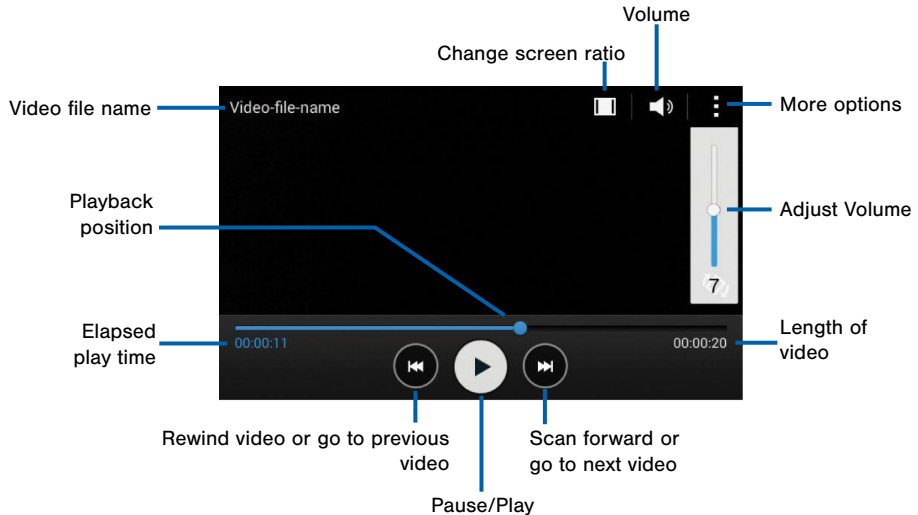 Volume
Change screen ratio
Video file name
Video-file-name
More options
Playback
position
Adjust Volume
7
Elapsed
play time
00:00:11
00:00:20
Length of
video
Rewind video or go to previous
video
Scan forward or
go to next video
Pause/Play